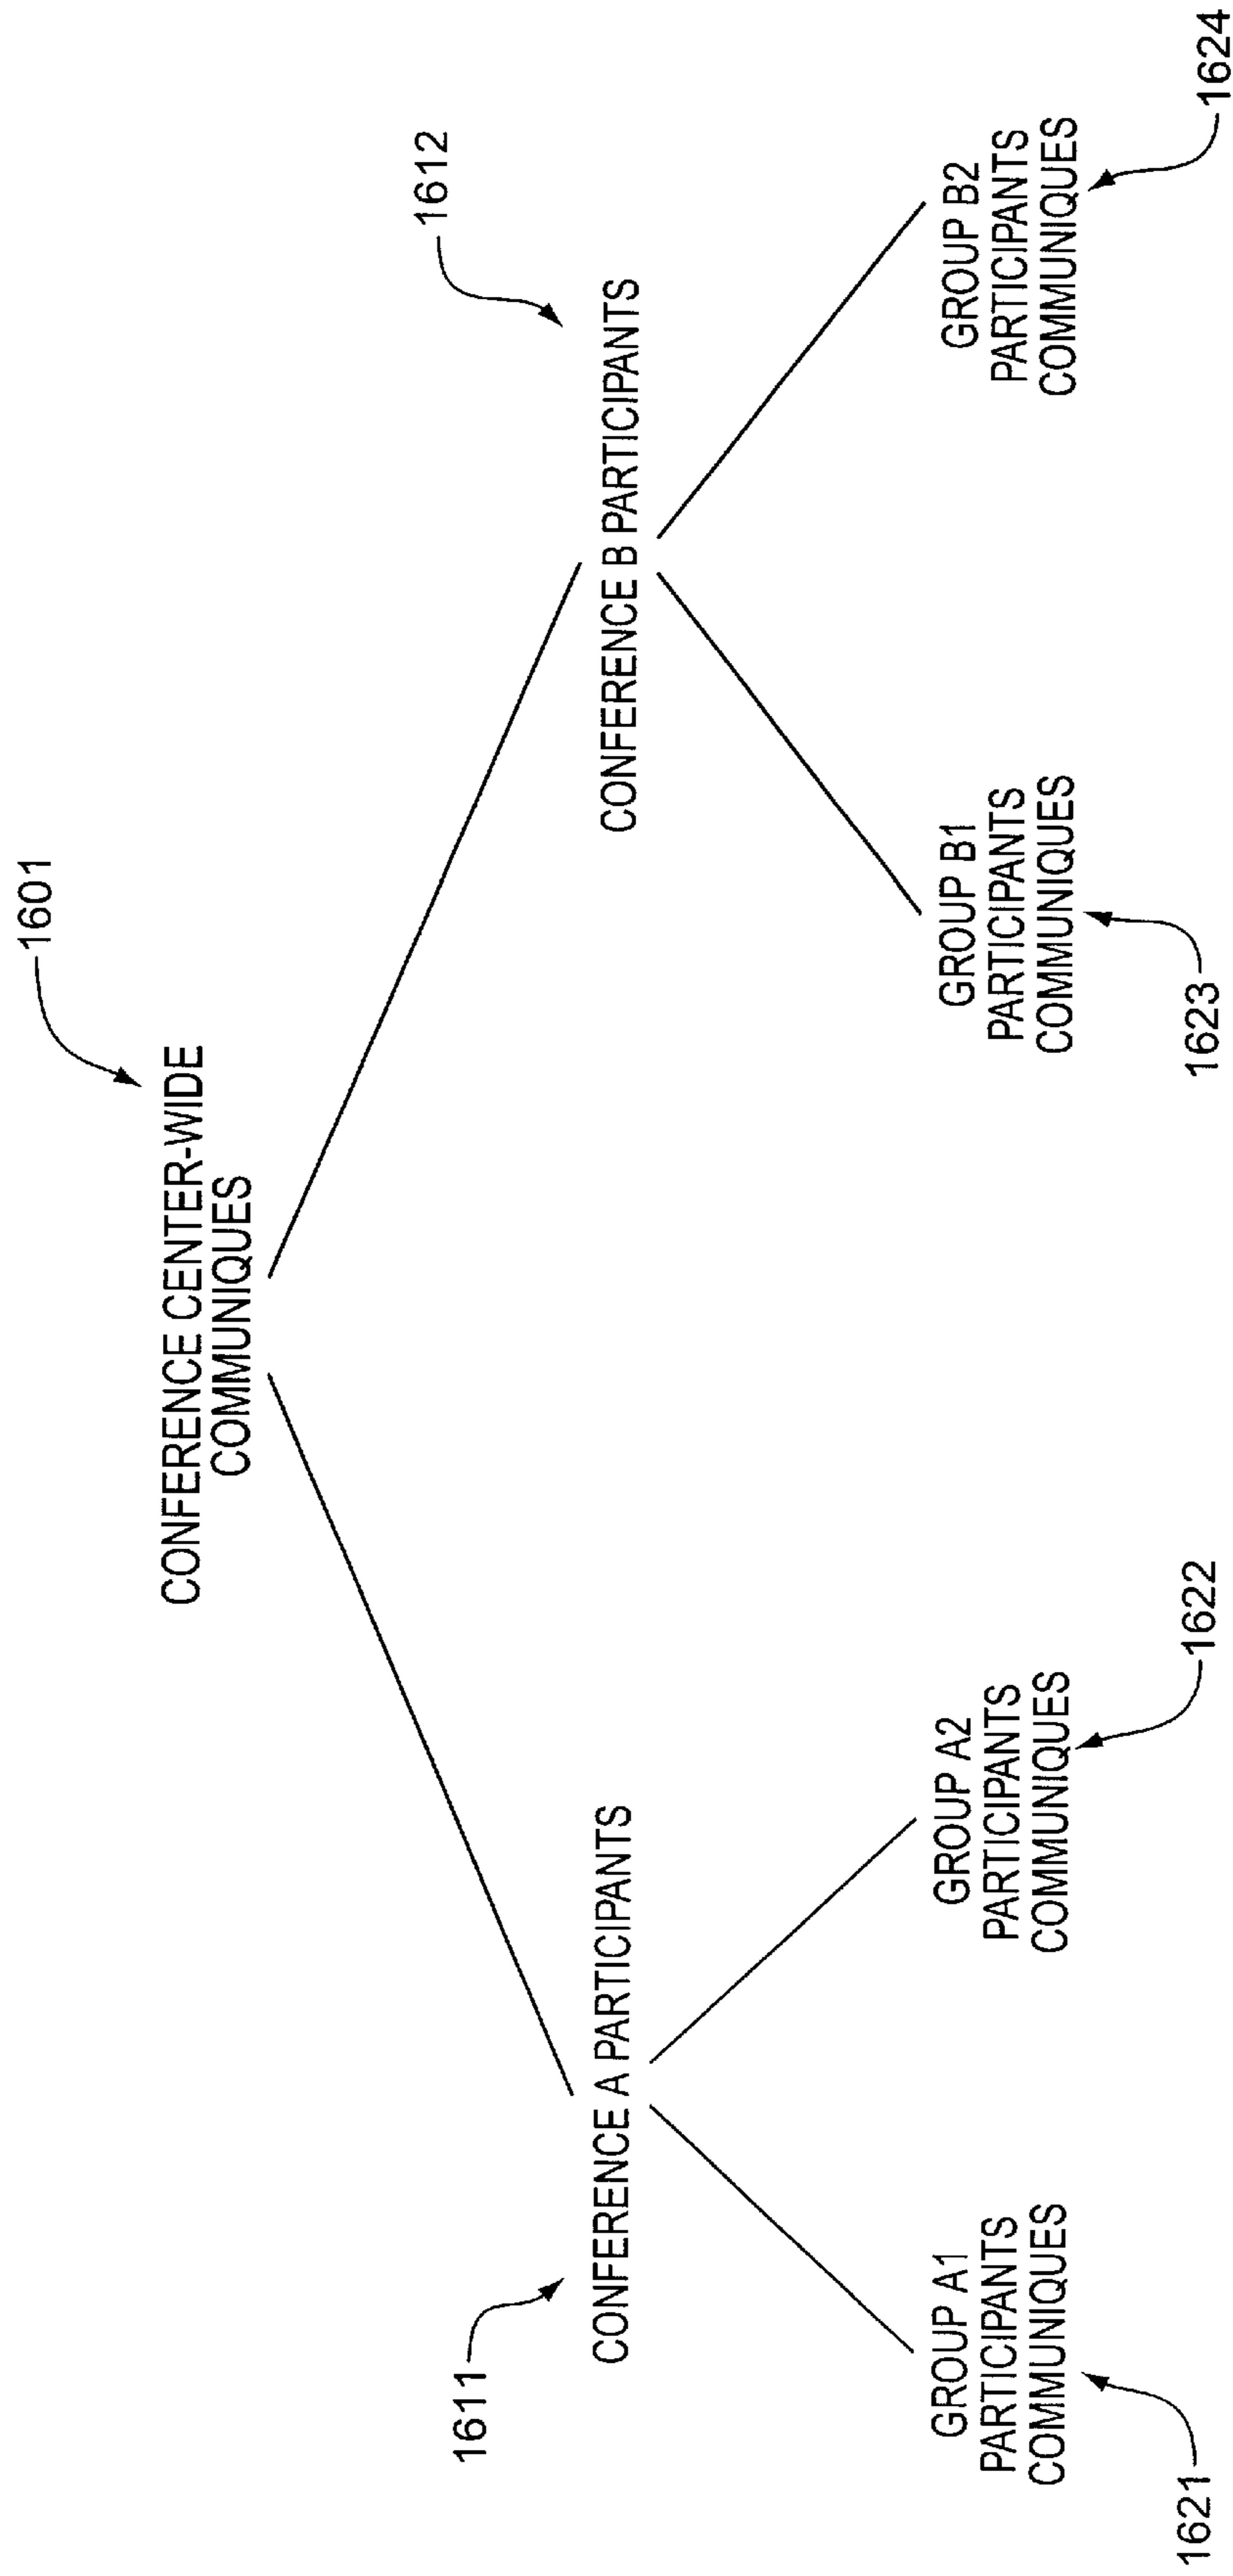 1601
CONFERENCE CENTER-WIDE
COMMUNIQUES
1611
CONFERENCE A PARTICIPANTS
1612
CONFERENCE B PARTICIPANTS
GROUP A1
PARTICIPANTS
COMMUNIQUES
1621
GROUP A2
PARTICIPANTS
COMMUNIQUES
1622
GROUP B1
PARTICIPANTS
COMMUNIQUES
1623
GROUP B2
PARTICIPANTS
COMMUNIQUES
1624